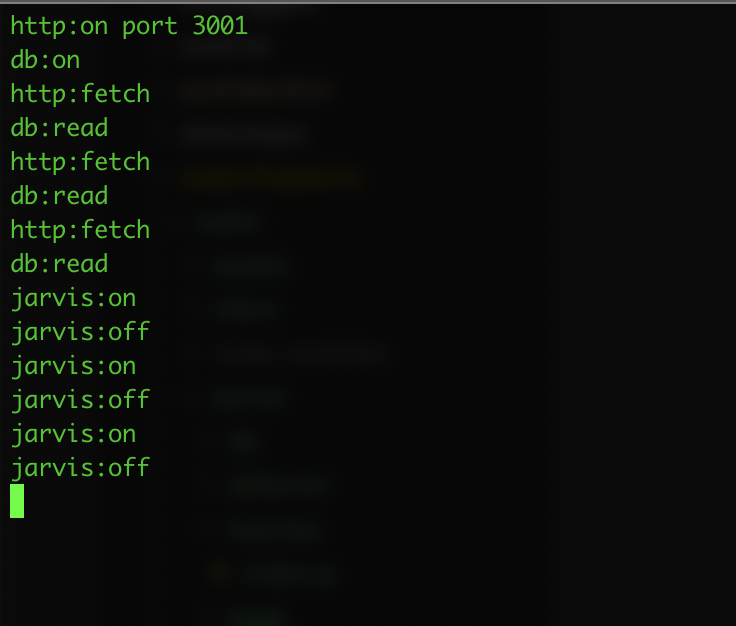 http:on port 3001
db:on
http:fetch
db:read
http:fetch
db:read
http:fetch
db:read
jarvis:on
jarvis:off
jarvis:on
jarvis:off
jarvis:on
jarvis:off